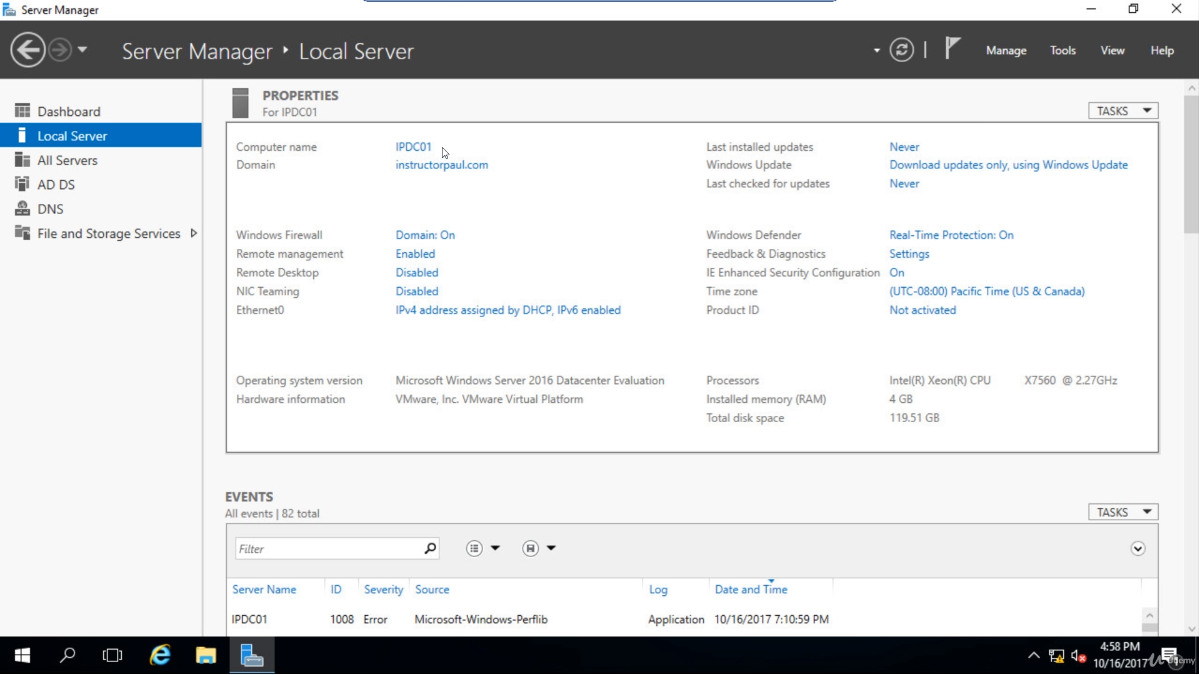 Server Manager
Server Manager ‣ Local Server
Manage Tools View Help
Dashboard
Local Server
All Servers
AD DS
DNS
File and Storage Services
PROPERTIES
For IPDC01
TASKS
Computer name IPDC01
Domain instructorpaul.com
Last installed updates Never
Windows Update Download updates only, using Windows Update
Last checked for updates Never
Windows Firewall Domain: On
Remote management Enabled
Remote Desktop Disabled
NIC Teaming Disabled
Ethernet0 IPv4 address assigned by DHCP, IPv6 enabled
Windows Defender Real-Time Protection: On
Feedback & Diagnostics Settings
IE Enhanced Security Configuration On
Time zone (UTC-08:00) Pacific Time (US & Canada)
Product ID Not activated
Operating system version Microsoft Windows Server 2016 Datacenter Evaluation
Hardware information VMware, Inc. VMware Virtual Platform
Processors Intel(R) Xeon(R) CPU X7560 @ 2.27GHz
Installed memory (RAM) 4 GB
Total disk space 119.51 GB
EVENTS
All events | 82 total
TASKS
Filter
Server Name ID Severity Source Log Date and Time
IPDC01 1008 Error Microsoft-Windows-Perflib Application 10/16/2017 7:10:59 PM
4:58 PM
10/16/2017